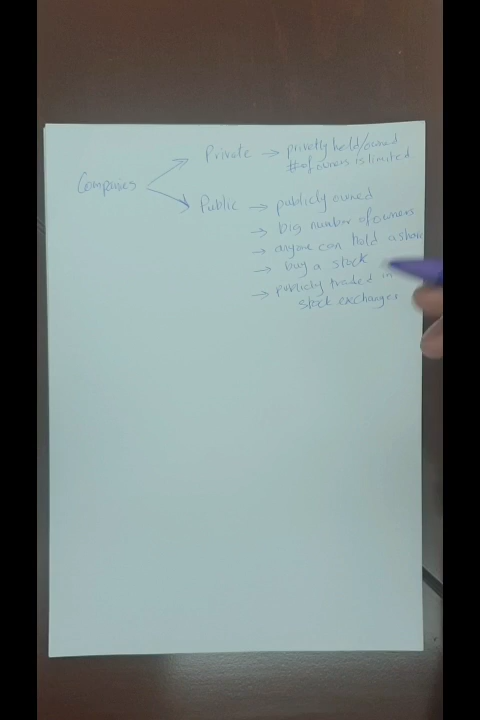 Private → privatly held/owned
# of owners is limited
Companies
Public → publicly owned
→ big number of owners
→ anyone can hold a share
→ buy a stock
→ publicly traded in
stock exchanges